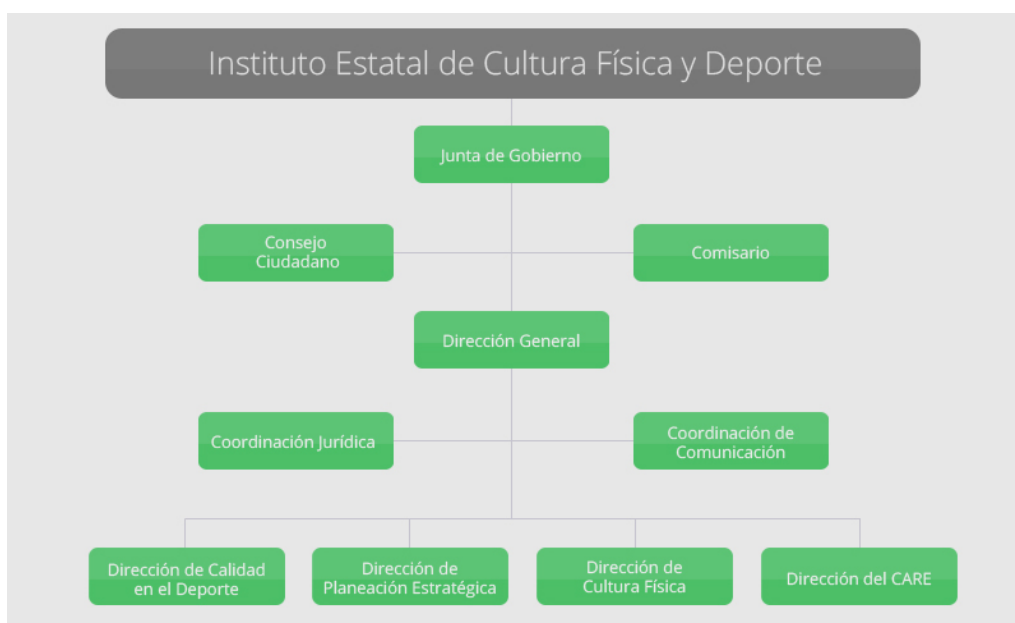 Instituto Estatal de Cultura Física y Deporte
Junta de Gobierno
Consejo
Ciudadano
Comisario
Dirección General
Coordinación Jurídica
Coordinación de
Comunicación
Dirección de Calidad
en el Deporte
Dirección de
Planeación Estratégica
Dirección de
Cultura Física
Dirección del CARE